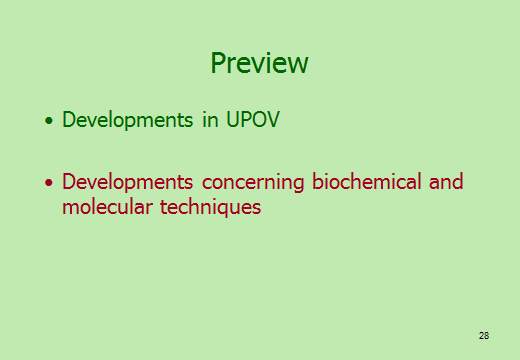 Preview
• Developments in UPOV
• Developments concerning biochemical and
molecular techniques
28